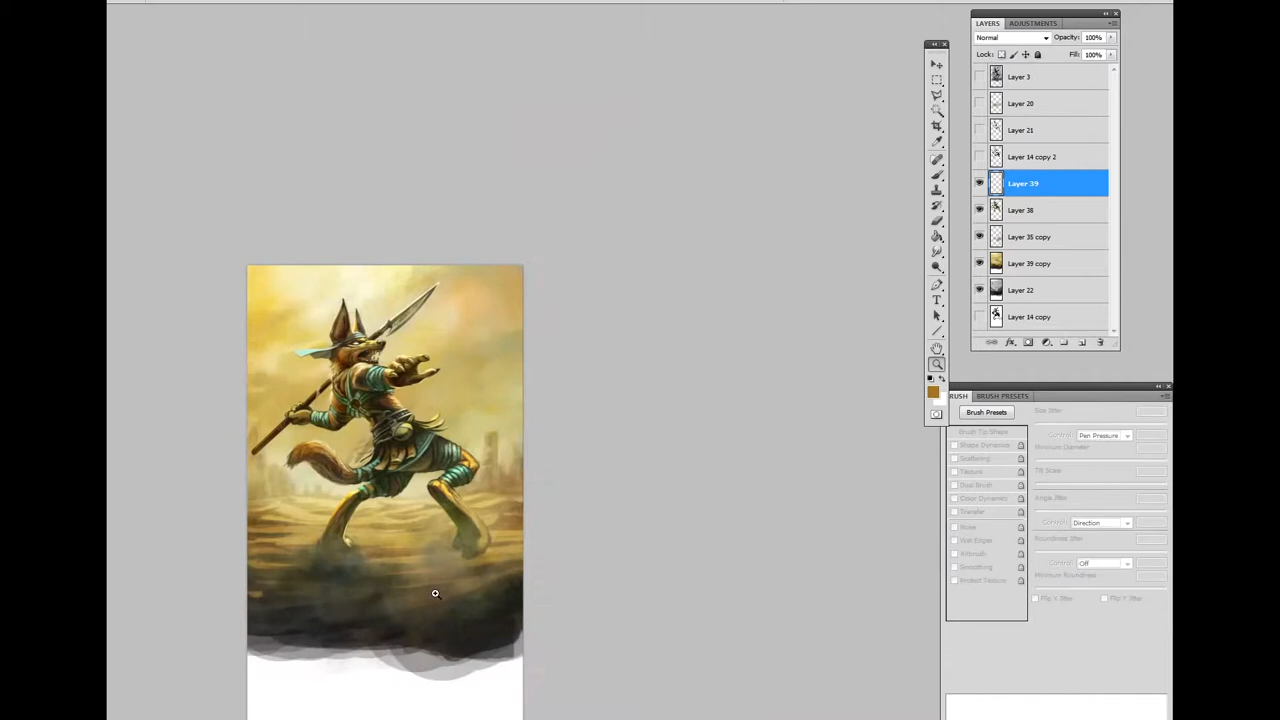 LAYERS ADJUSTMENTS
Normal Opacity: 100%
Lock: Fill: 100%
Layer 3
Layer 20
Layer 21
Layer 14 copy 2
Layer 39
Layer 38
Layer 35 copy
Layer 39 copy
Layer 22
Layer 14 copy
fx
T
RUSH BRUSH PRESETS
Brush Presets
Size Jitter
Brush Tip Shape
Control: Pen Pressure
Shape Dynamics
Minimum Diameter
Scattering
Texture
Tilt Scale
Dual Brush
Color Dynamics
Angle Jitter
Transfer
Control: Direction
Noise
Roundness Jitter
Wet Edges
Airbrush
Control: Off
Smoothing
Minimum Roundness
Protect Texture
Flip X Jitter Flip Y Jitter